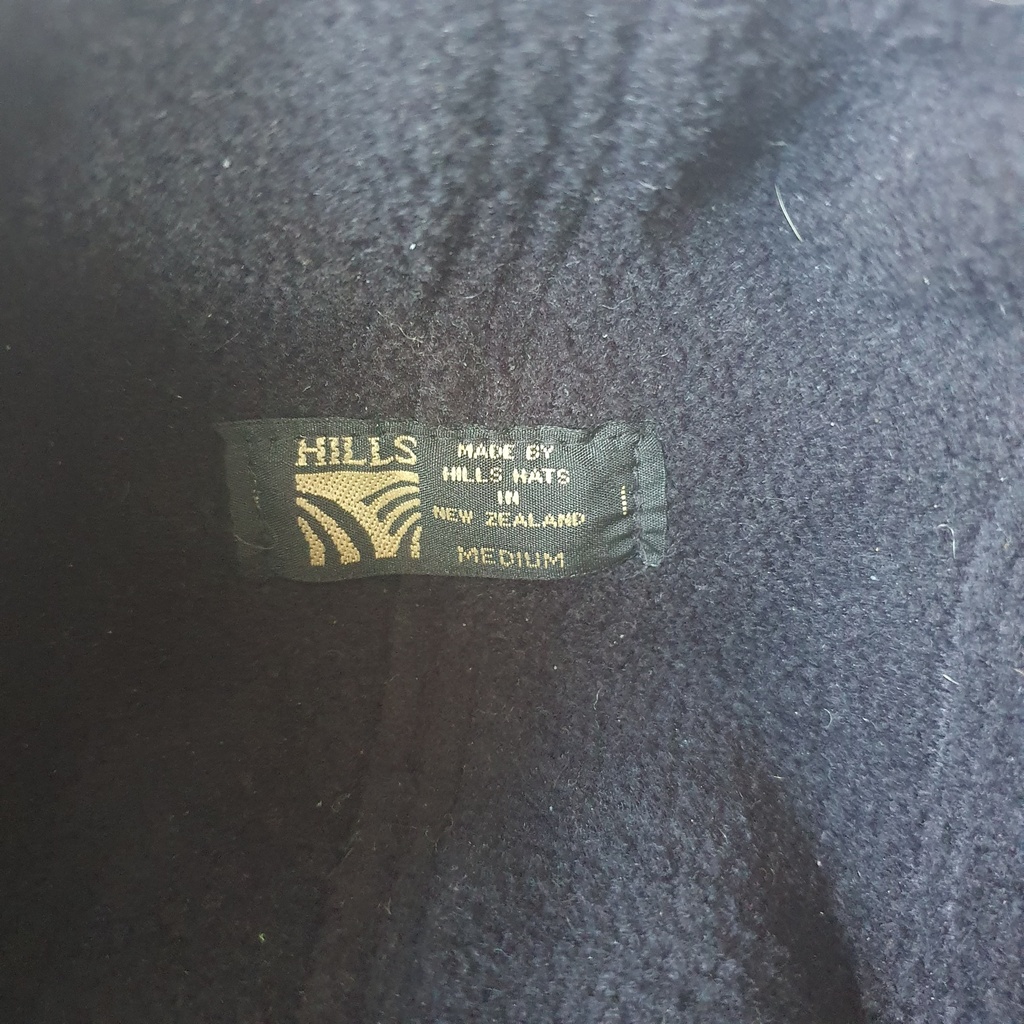 HILLS
MADE BY
HILLS HATS
IN
NEW ZEALAND
MEDIUM